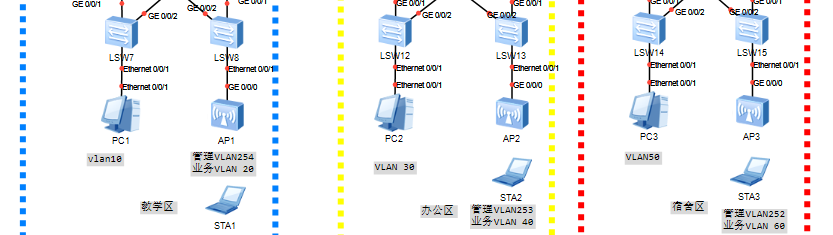 GE 0/0/1
GE 0/0/2
GE 0/0/2
GE 0/0/1
LSW7
LSW8
Ethernet 0/0/1
Ethernet 0/0/1
Ethernet 0/0/1
GE 0/0/0
PC1
AP1
vlan10
管理VLAN254
业务VLAN 20
教学区
STA1
GE 0/0/1
GE 0/0/2
GE 0/0/2
GE 0/0/1
LSW12
LSW13
Ethernet 0/0/1
Ethernet 0/0/1
Ethernet 0/0/1
GE 0/0/0
PC2
AP2
VLAN 30
STA2
办公区
管理VLAN253
业务VLAN 40
GE 0/0/1
GE 0/0/2
GE 0/0/2
GE 0/0/1
LSW14
LSW15
Ethernet 0/0/1
Ethernet 0/0/1
Ethernet 0/0/1
GE 0/0/0
PC3
AP3
VLAN50
STA3
宿舍区
管理VLAN252
业务VLAN 60